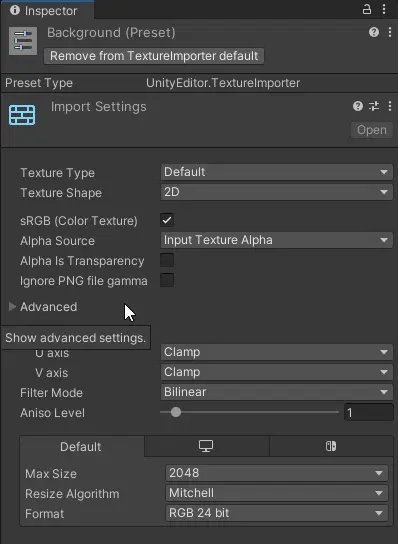 Inspector
Background (Preset)
Remove from TextureImporter default
Preset Type UnityEditor.TextureImporter
Import Settings
Open
Texture Type Default
Texture Shape 2D
sRGB (Color Texture)
Alpha Source Input Texture Alpha
Alpha Is Transparency
Ignore PNG file gamma
Advanced
Show advanced settings.
U axis Clamp
V axis Clamp
Filter Mode Bilinear
Aniso Level 1
Default
Max Size 2048
Resize Algorithm Mitchell
Format RGB 24 bit